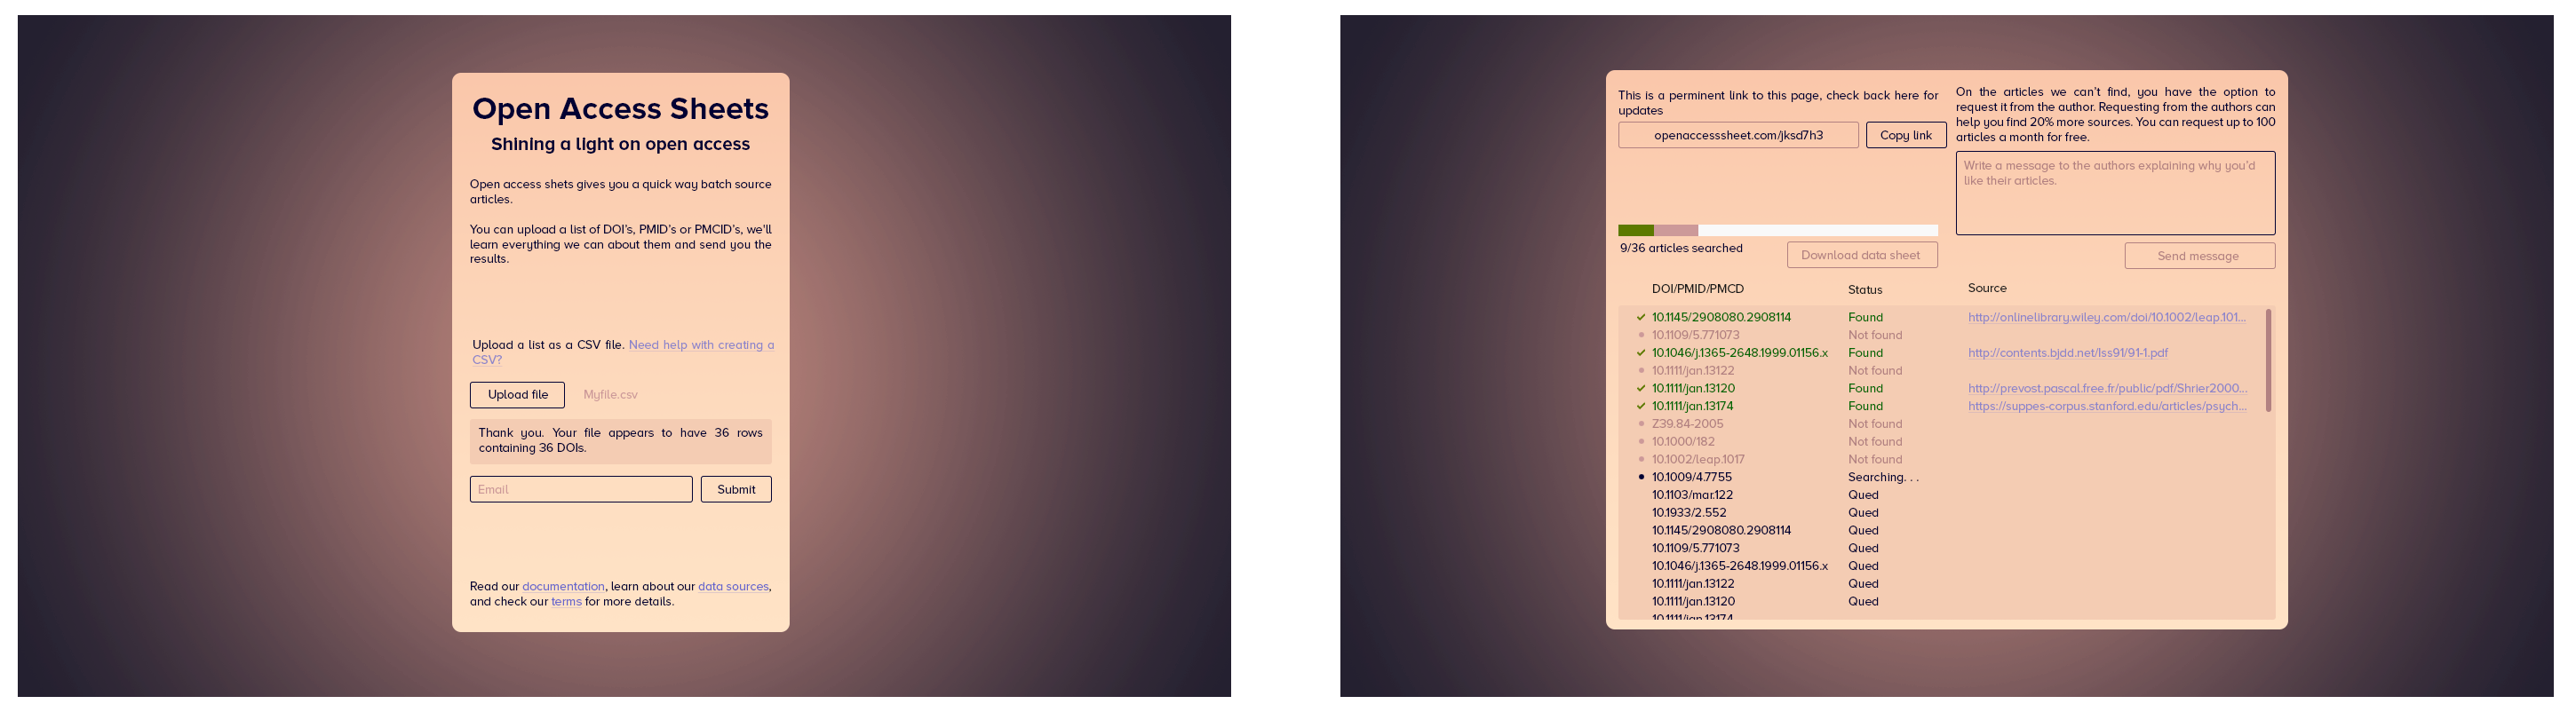 Open Access Sheets
Shining a light on open access
Open access shets gives you a quick way batch source
articles.
You can upload a list of DOI's, PMID's or PMCID's, we'll
learn everything we can about them and send you the
results.
Upload a list as a CSV file. Need help with creating a
CSV?
Upload file Myfile.csv
Thank you. Your file appears to have 36 rows
containing 36 DOIs.
Email Submit
Read our documentation, learn about our data sources,
and check our terms for more details.
This is a perminent link to this page, check back here for
updates
openaccesssheet.com/jksd7h3 Copy link
9/36 articles searched
Download data sheet
On the articles we can't find, you have the option to
request it from the author. Requesting from the authors can
help you find 20% more sources. You can request up to 100
articles a month for free.
Write a message to the authors explaining why you'd
like their articles.
Send message
DOI/PMID/PMCD Status Source
10.1145/2908080.2908114 Found http://onlinelibrary.wiley.com/doi/10.1002/leap.101...
10.1109/5.771073 Not found
10.1046/j.1365-2648.1999.01156.x Found http://contents.bjdd.net/Iss91/91-1.pdf
10.1111/jan.13122 Not found
10.1111/jan.13120 Found http://prevost.pascal.free.fr/public/pdf/Shrier2000...
10.1111/jan.13174 Found https://suppes-corpus.stanford.edu/articles/psych...
Z39.84-2005 Not found
10.1000/182 Not found
10.1002/leap.1017 Not found
10.1009/4.7755 Searching. . .
10.1103/mar.122 Qued
10.1933/2.552 Qued
10.1145/2908080.2908114 Qued
10.1109/5.771073 Qued
10.1046/j.1365-2648.1999.01156.x Qued
10.1111/jan.13122 Qued
10.1111/jan.13120 Qued
10.1111/jan.13174